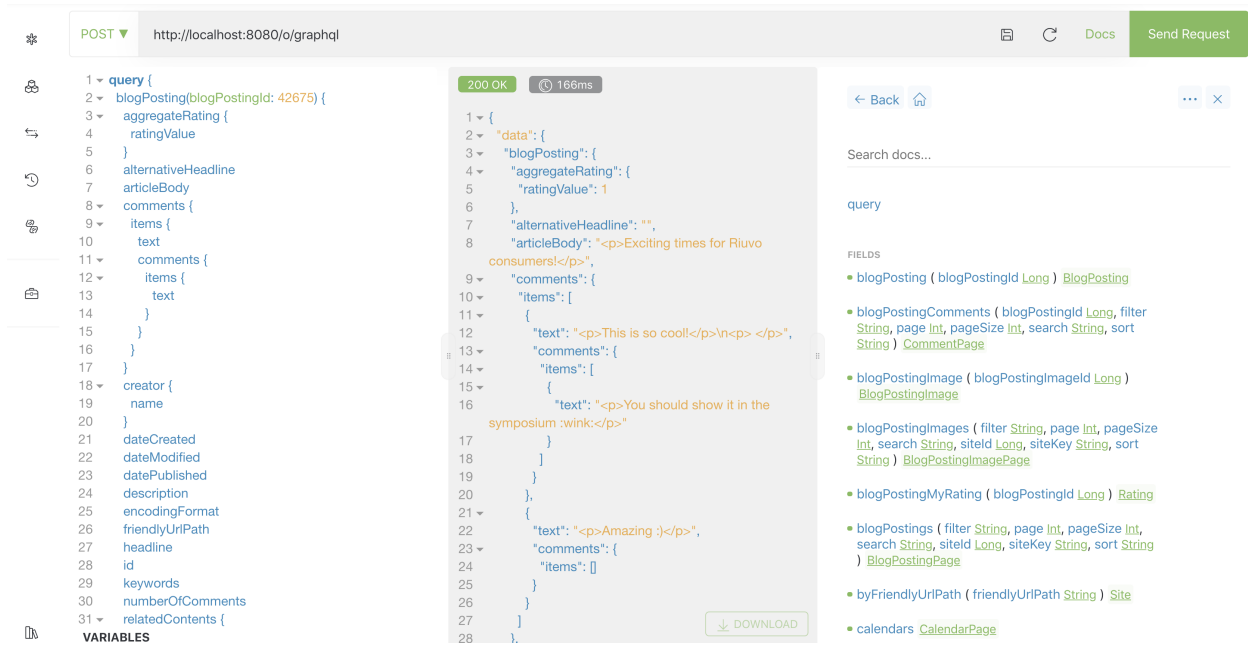 POST ▼
http://localhost:8080/o/graphql
Docs
Send Request
1 query {
2 blogPosting(blogPostingId: 42675) {
3 aggregateRating {
4 ratingValue
5 }
6 alternativeHeadline
7 articleBody
8 comments {
9 items {
10 text
11 comments {
12 items {
13 text
14 }
15 }
16 }
17 }
18 creator {
19 name
20 }
21 dateCreated
22 dateModified
23 datePublished
24 description
25 encodingFormat
26 friendlyUrlPath
27 headline
28 id
29 keywords
30 numberOfComments
31 relatedContents {
VARIABLES
200 OK
166ms
1 {
2 "data": {
3 "blogPosting": {
4 "aggregateRating": {
5 "ratingValue": 1
6 },
7 "alternativeHeadline": "",
8 "articleBody": "<p>Exciting times for Riuvo
consumers!</p>",
9 "comments": {
10 "items": [
11 {
12 "text": "<p>This is so cool!</p>\n<p> </p>",
13 "comments": {
14 "items": [
15 {
16 "text": "<p>You should show it in the
symposium :wink:</p>"
17 }
18 ]
19 }
20 },
21 {
22 "text": "<p>Amazing :)</p>",
23 "comments": {
24 "items": []
25 }
26 }
27 ]
28 },
DOWNLOAD
← Back
Search docs...
query
FIELDS
blogPosting ( blogPostingId Long ) BlogPosting
blogPostingComments ( blogPostingId Long, filter
String, page Int, pageSize Int, search String, sort
String ) CommentPage
blogPostingImage ( blogPostingImageId Long )
BlogPostingImage
blogPostingImages ( filter String, page Int, pageSize
Int, search String, siteId Long, siteKey String, sort
String ) BlogPostingImagePage
blogPostingMyRating ( blogPostingId Long ) Rating
blogPostings ( filter String, page Int, pageSize Int,
search String, siteId Long, siteKey String, sort String
) BlogPostingPage
byFriendlyUrlPath ( friendlyUrlPath String ) Site
calendars CalendarPage